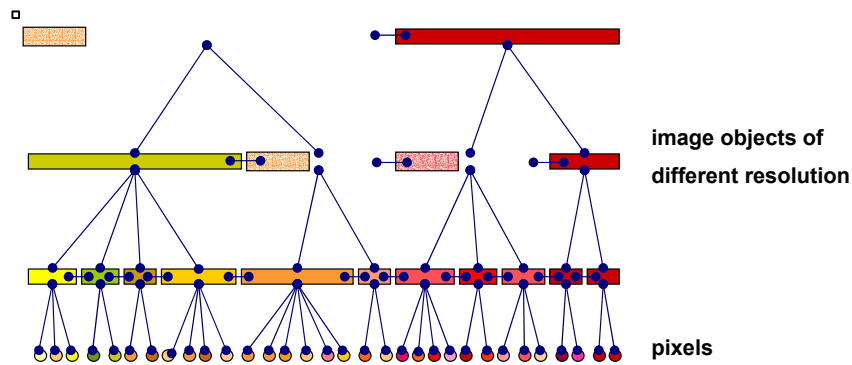 image objects of
different resolution
pixels